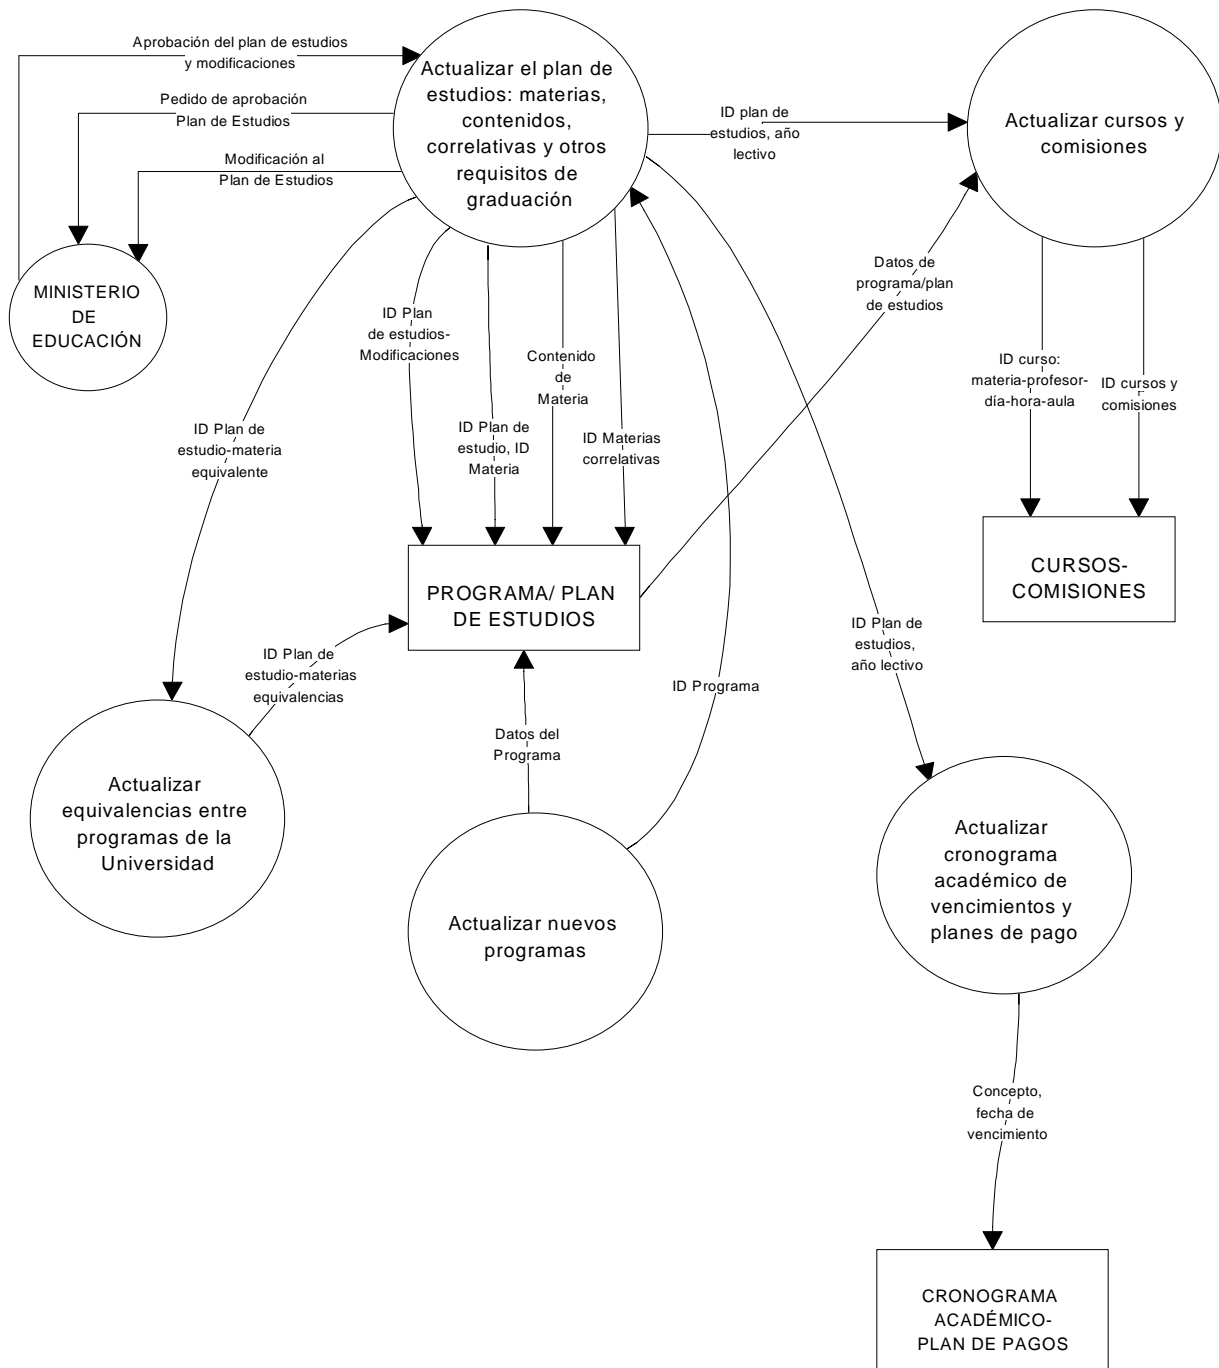 Aprobación del plan de estudios
y modificaciones
Pedido de aprobación
Plan de Estudios
Modificación al
Plan de Estudios
Actualizar el plan de
estudios: materias,
contenidos,
correlativas y otros
requisitos de
graduación
ID plan de
estudios, año
lectivo
Actualizar cursos y
comisiones
MINISTERIO
DE
EDUCACIÓN
Datos de
programa/plan
de estudios
ID Plan
de estudios-
Modificaciones
Contenido
de
Materia
ID Plan de
estudio, ID
Materia
ID Materias
correlativas
ID curso:
materia-profesor-
día-hora-aula
ID cursos y
comisiones
ID Plan de
estudio-materia
equivalente
PROGRAMA/ PLAN
DE ESTUDIOS
CURSOS-
COMISIONES
ID Plan de
estudio-materias
equivalencias
ID Programa
ID Plan de
estudios,
año lectivo
Datos del
Programa
Actualizar
equivalencias entre
programas de la
Universidad
Actualizar nuevos
programas
Actualizar
cronograma
académico de
vencimientos y
planes de pago
Concepto,
fecha de
vencimiento
CRONOGRAMA
ACADÉMICO-
PLAN DE PAGOS